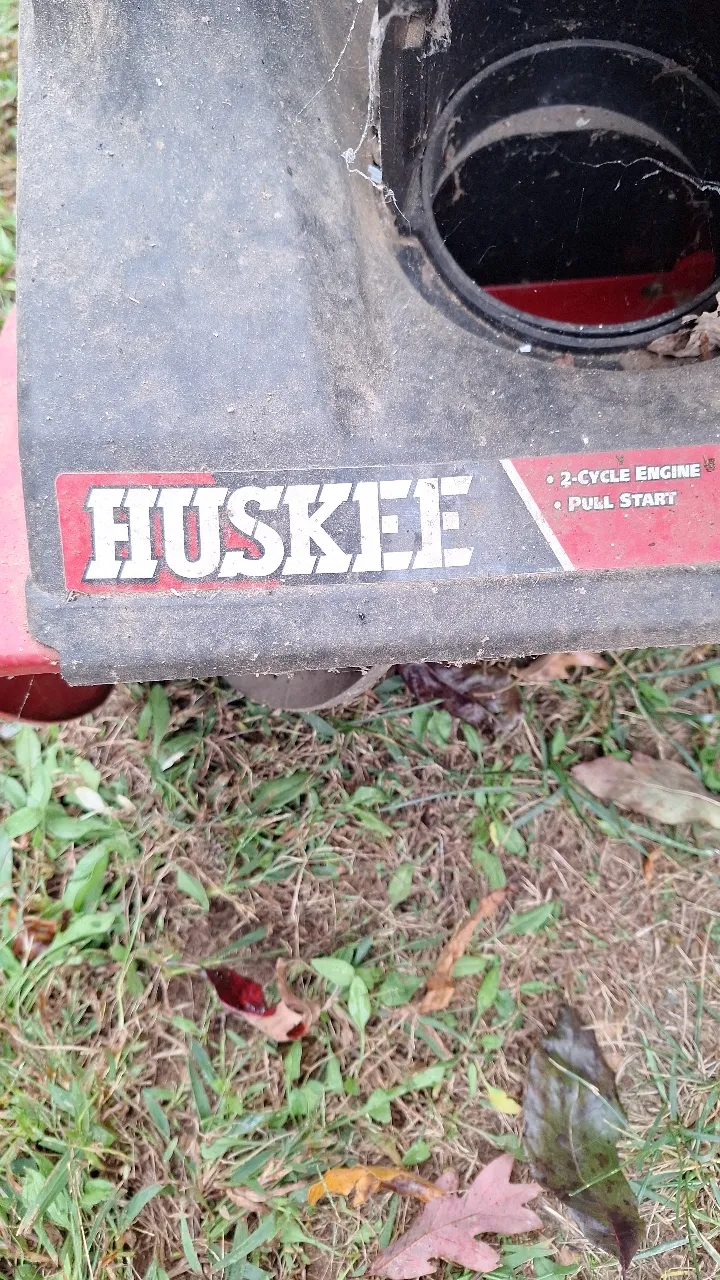 HUSKEE
• 2-CYCLE ENGINE
• PULL START